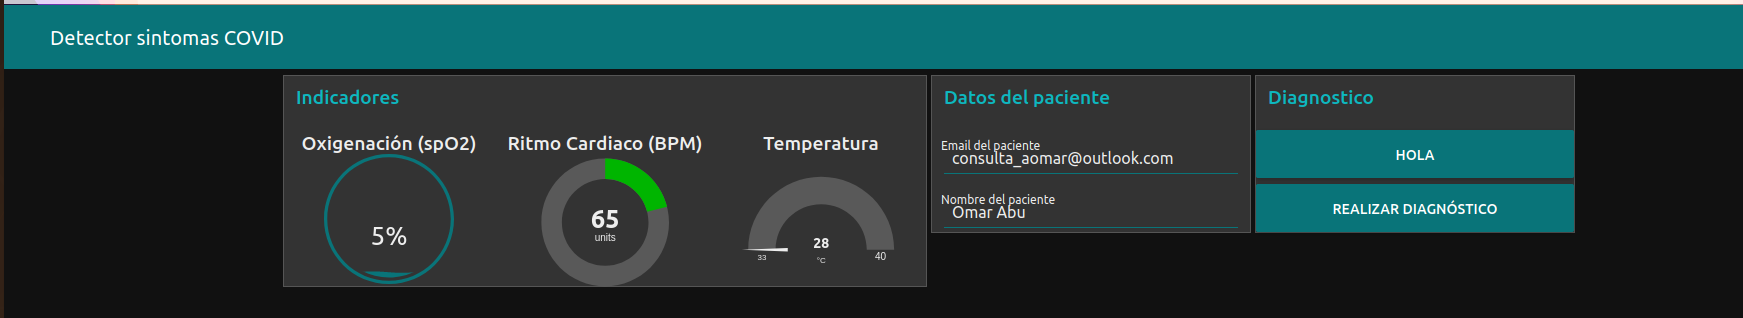 Detector sintomas COVID
Indicadores
Oxigenación (spO2)
Ritmo Cardiaco (BPM)
Temperatura
5%
65
units
28
°C
33
40
Datos del paciente
Email del paciente
consulta_aomar@outlook.com
Nombre del paciente
Omar Abu
Diagnostico
HOLA
REALIZAR DIAGNÓSTICO